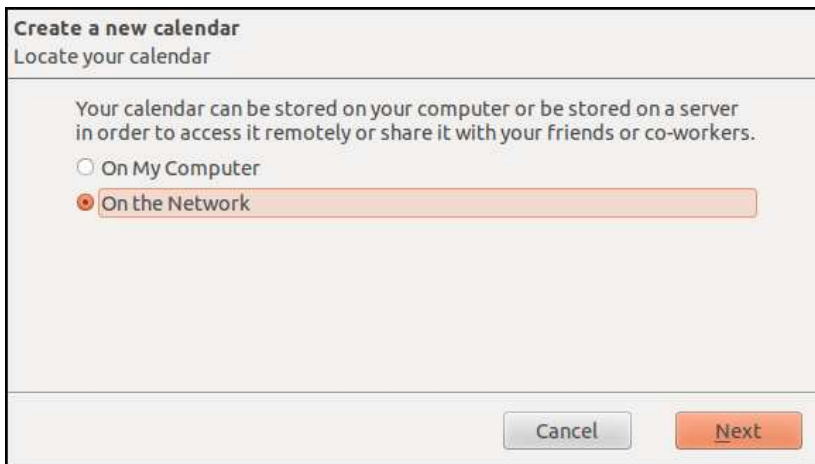 Create a new calendar
Locate your calendar
Your calendar can be stored on your computer or be stored on a server
in order to access it remotely or share it with your friends or co-workers.
On My Computer
On the Network
Cancel
Next